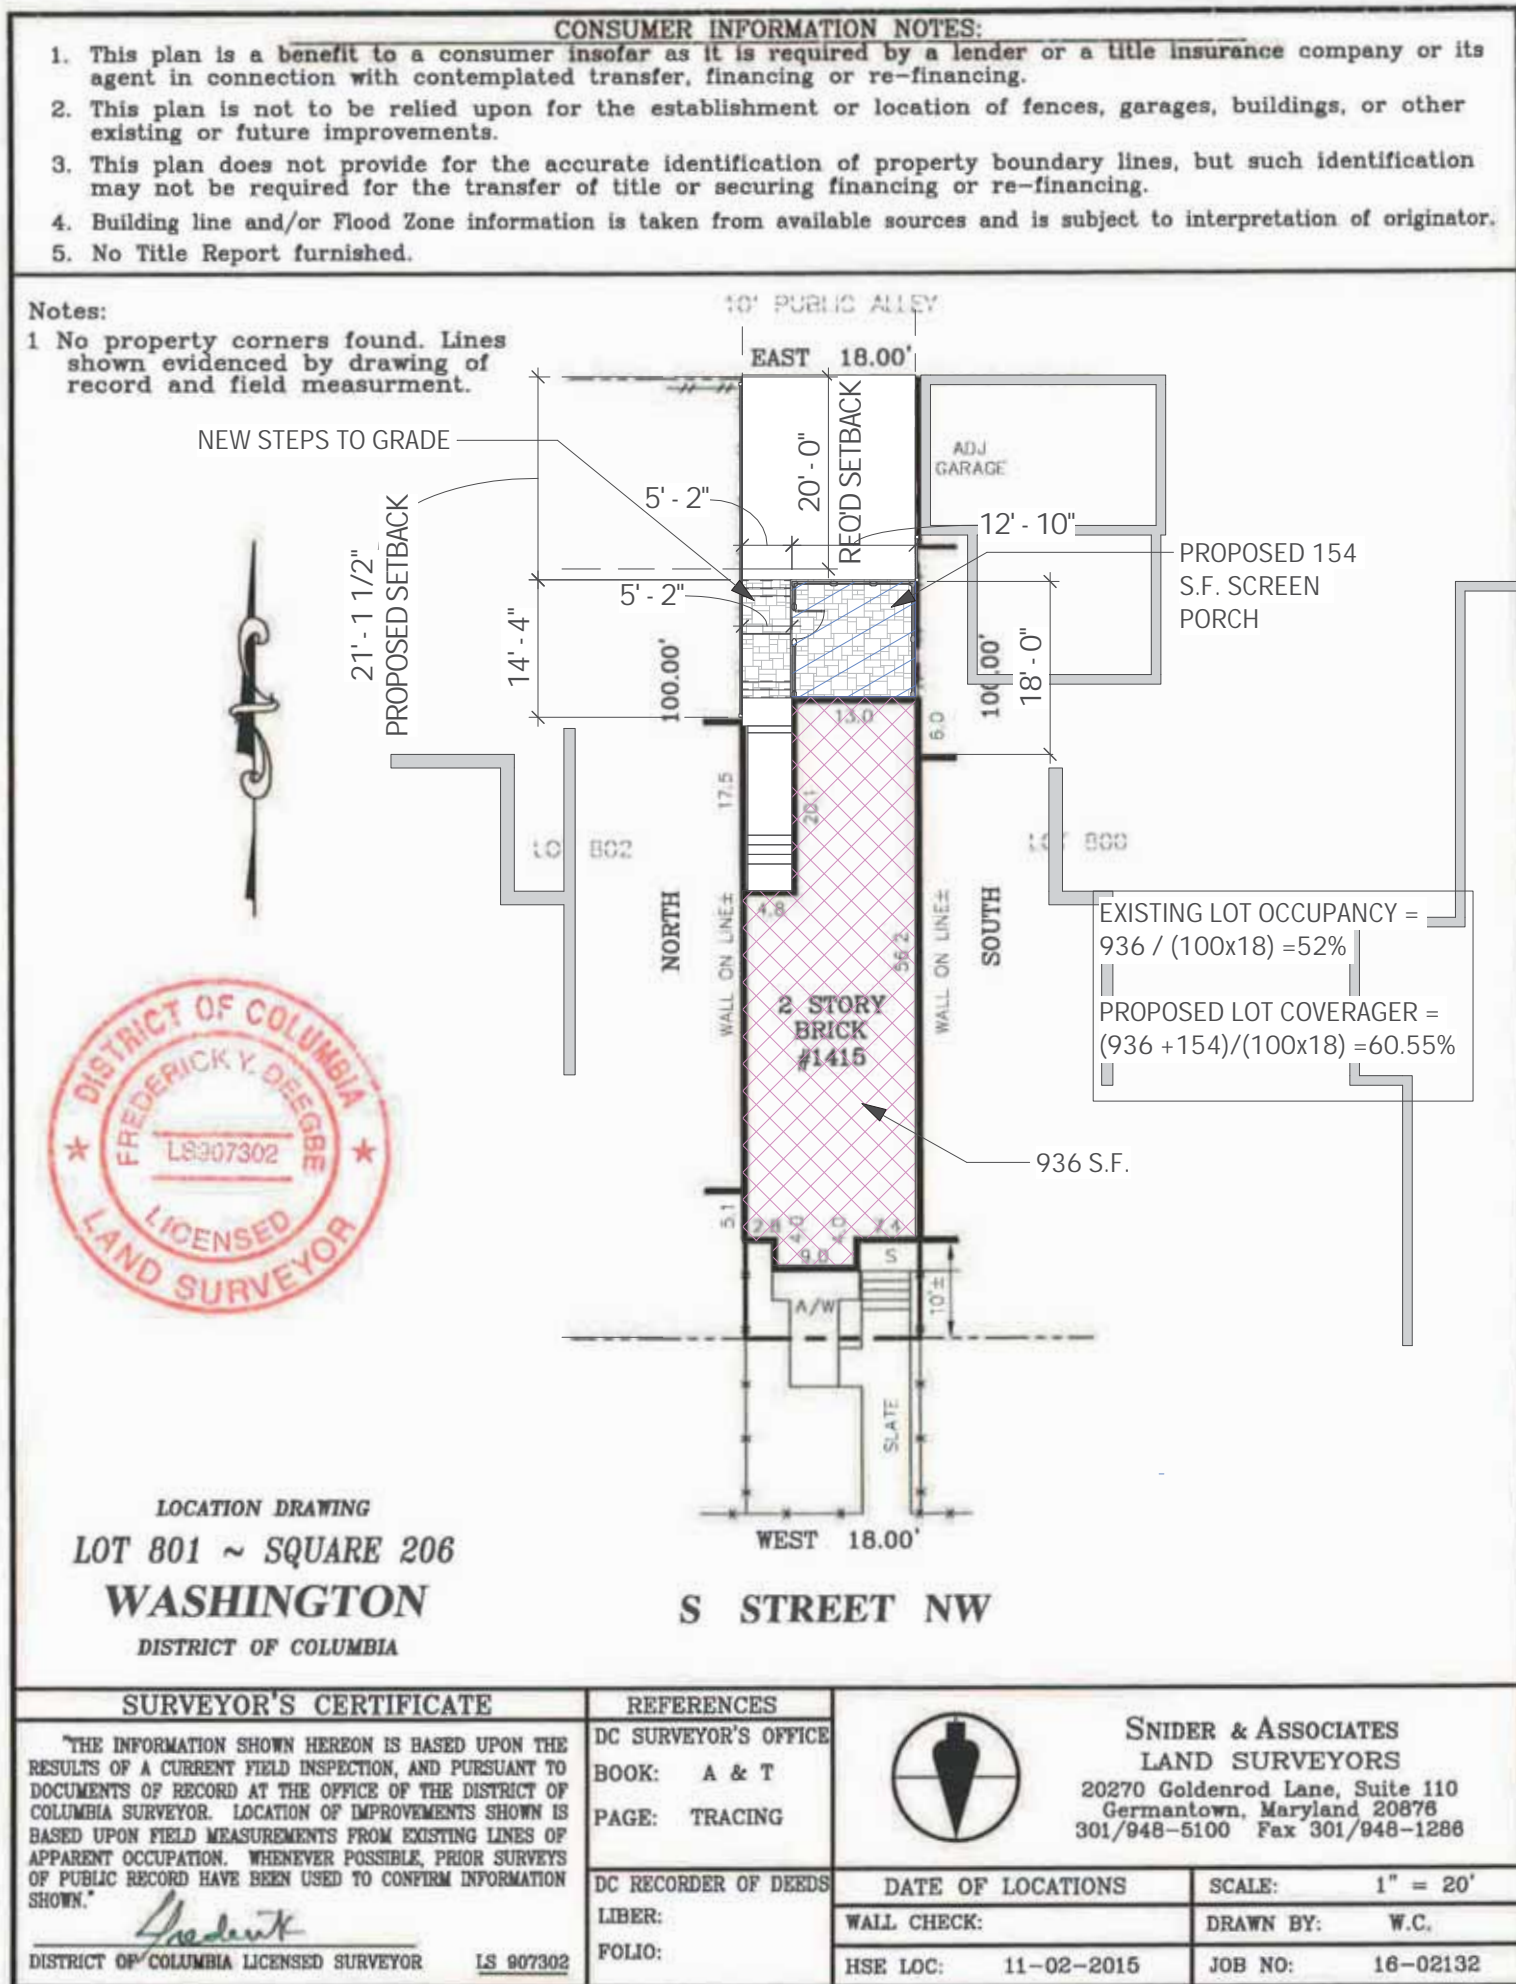 CONSUMER INFORMATION NOTES:
1. This plan is a benefit to a consumer insofar as it is required by a lender or a title insurance company or its
agent in connection with contemplated transfer, financing or re-financing.
2. This plan is not to be relied upon for the establishment or location of fences, garages, buildings, or other
existing or future improvements.
3. This plan does not provide for the accurate identification of property boundary lines, but such identification
may not be required for the transfer of title or securing financing or re-financing.
4. Building line and/or Flood Zone information is taken from available sources and is subject to interpretation of originator.
5. No Title Report furnished.
Notes:
1 No property corners found. Lines
shown evidenced by drawing of
record and field measurment.
10' PUBLIC ALLEY
EAST 18.00'
NEW STEPS TO GRADE
20' - 0"
REQ'D SETBACK
ADJ
GARAGE
5' - 2"
12' - 10"
21' - 1 1/2"
PROPOSED SETBACK
PROPOSED 154
S.F. SCREEN
PORCH
5' - 2"
14' - 4"
100.00'
100.00'
18' - 0"
13.0
6.0
17.5
20.1
LOT 802
LOT 800
4.8
NORTH
WALL ON LINE±
56.2
WALL ON LINE±
SOUTH
EXISTING LOT OCCUPANCY =
936 / (100x18) =52%
PROPOSED LOT COVERAGER =
(936 +154)/(100x18) =60.55%
2 STORY
BRICK
#1415
936 S.F.
DISTRICT OF COLUMBIA
FREDERICK Y. DEEGBE
LS907302
LICENSED
LAND SURVEYOR
5.1
2.8
4.0
4.0
7.4
9.0
S
A/W
10'±
SLATE
WEST 18.00'
S STREET NW
LOCATION DRAWING
LOT 801 ~ SQUARE 206
WASHINGTON
DISTRICT OF COLUMBIA
SURVEYOR'S CERTIFICATE
"THE INFORMATION SHOWN HEREON IS BASED UPON THE
RESULTS OF A CURRENT FIELD INSPECTION, AND PURSUANT TO
DOCUMENTS OF RECORD AT THE OFFICE OF THE DISTRICT OF
COLUMBIA SURVEYOR. LOCATION OF IMPROVEMENTS SHOWN IS
BASED UPON FIELD MEASUREMENTS FROM EXISTING LINES OF
APPARENT OCCUPATION. WHENEVER POSSIBLE, PRIOR SURVEYS
OF PUBLIC RECORD HAVE BEEN USED TO CONFIRM INFORMATION
SHOWN."
Frederick
DISTRICT OF COLUMBIA LICENSED SURVEYOR LS 907302
REFERENCES
DC SURVEYOR'S OFFICE
BOOK: A & T
PAGE: TRACING
DC RECORDER OF DEEDS
LIBER:
FOLIO:
SNIDER & ASSOCIATES
LAND SURVEYORS
20270 Goldenrod Lane, Suite 110
Germantown, Maryland 20876
301/948-5100 Fax 301/948-1286
DATE OF LOCATIONS
WALL CHECK:
HSE LOC: 11-02-2015
SCALE: 1" = 20'
DRAWN BY: W.C.
JOB NO: 16-02132